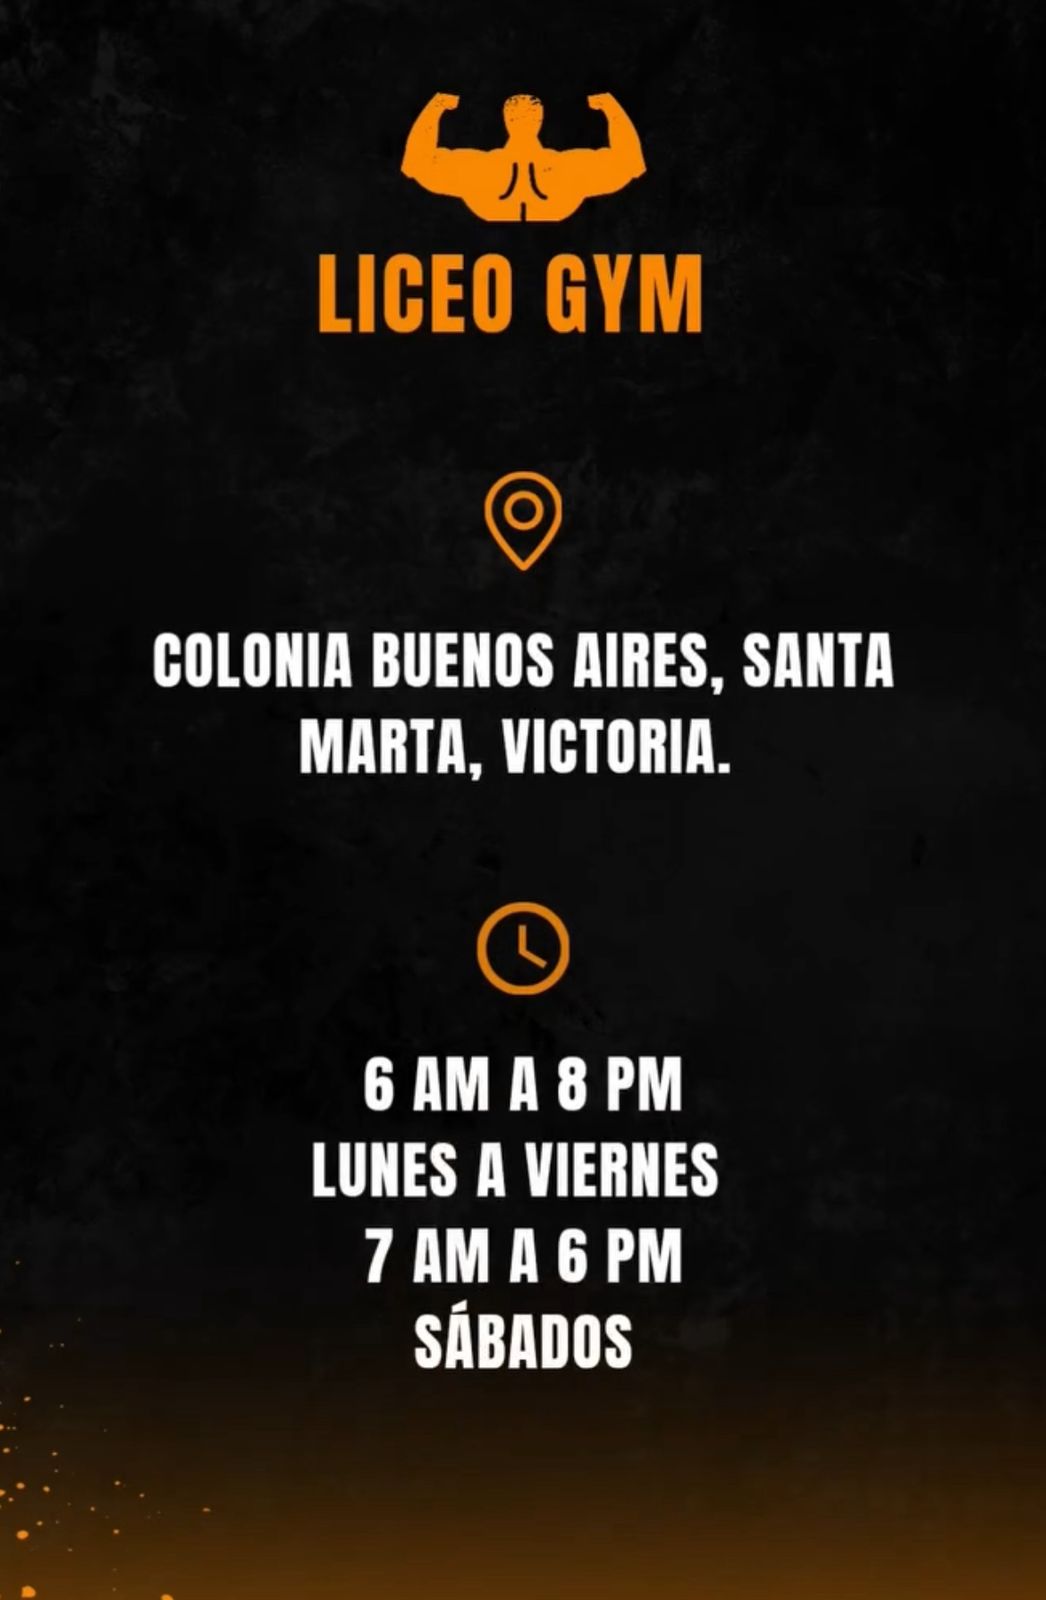 LICEO GYM
COLONIA BUENOS AIRES, SANTA
MARTA, VICTORIA.
6 AM A 8 PM
LUNES A VIERNES
7 AM A 6 PM
SÁBADOS